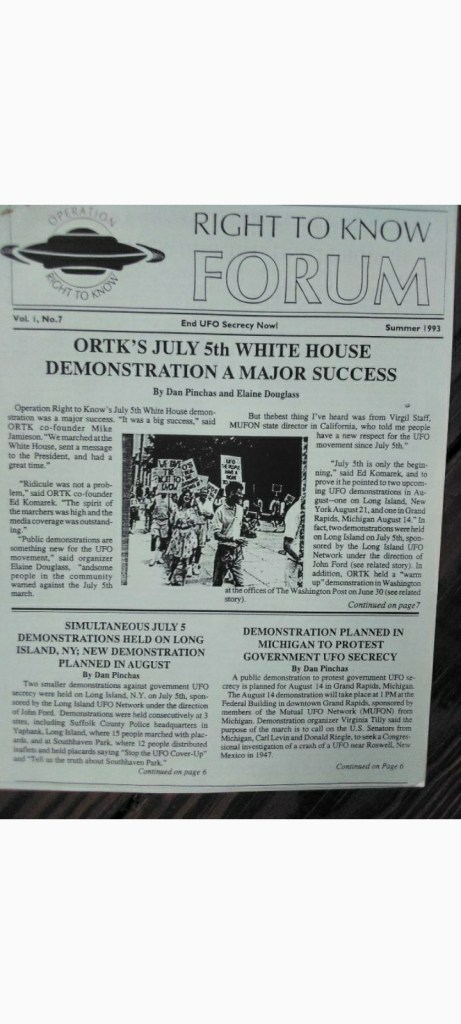 OPERATION
RIGHT TO KNOW
RIGHT TO KNOW
FORUM
Vol. 1, No.7
End UFO Secrecy Now!
Summer 1993
ORTK'S JULY 5th WHITE HOUSE
DEMONSTRATION A MAJOR SUCCESS
By Dan Pinchas and Elaine Douglass
Operation Right to Know's July 5th White House demon-
stration was a major success. "It was a big success," said
ORTK co-founder Mike
Jamieson. "We marched at the
White House, sent a message
to the President, and had a
great time."
"Ridicule was not a prob-
lem," said ORTK co-founder
Ed Komarek. "The spirit of
the marchers was high and the
media coverage was outstand-
ing."
"Public demonstrations are
something new for the UFO
movement," said organizer
Elaine Douglass, "andsome
people in the community
warned against the July 5th
march.
But thebest thing I've heard was from Virgil Staff,
MUFON state director in California, who told me people
have a new respect for the UFO
movement since July 5th."
"July 5th is only the begin-
ning," said Ed Komarek, and to
prove it he pointed to two upcom-
ing UFO demonstrations in Au-
gust—one on Long Island, New
York August 21, and one in Grand
Rapids, Michigan August 14." In
fact, two demonstrations were held
on Long Island on July 5th, spon-
sored by the Long Island UFO
Network under the direction of
John Ford (see related story). In
addition, ORTK held a "warm
up" demonstration in Washington
at the offices of The Washington Post on June 30 (see related
story).
Continued on page 7
SIMULTANEOUS JULY 5
DEMONSTRATIONS HELD ON LONG
ISLAND, NY; NEW DEMONSTRATION
PLANNED IN AUGUST
By Dan Pinchas
Two smaller demonstrations against government UFO
secrecy were held on Long Island, N.Y. on July 5th, spon-
sored by the Long Island UFO Network under the direction
of John Ford. Demonstrations were held consecutively at 3
sites, including Suffolk County Police headquarters in
Yaphank, Long Island, where 15 people marched with plac-
ards, and at Southhaven Park, where 12 people distributed
leaflets and held placards saying "Stop the UFO Cover-Up"
and "Tell us the truth about Southaven Park."
Continued on page 6
DEMONSTRATION PLANNED IN
MICHIGAN TO PROTEST
GOVERNMENT UFO SECRECY
By Dan Pinchas
A public demonstration to protest government UFO se-
crecy is planned for August 14 in Grand Rapids, Michigan.
The August 14 demonstration will take place at 1 PM at the
Federal Building in downtown Grand Rapids, sponsored by
members of the Mutual UFO Network (MUFON) from
Michigan. Demonstration organizer Virginia Tilly said the
purpose of the march is to call on the U.S. Senators from
Michigan, Carl Levin and Donald Riegle, to seek a Congres-
sional investigation of a crash of a UFO near Roswell, New
Mexico in 1947.
Continued on Page 6